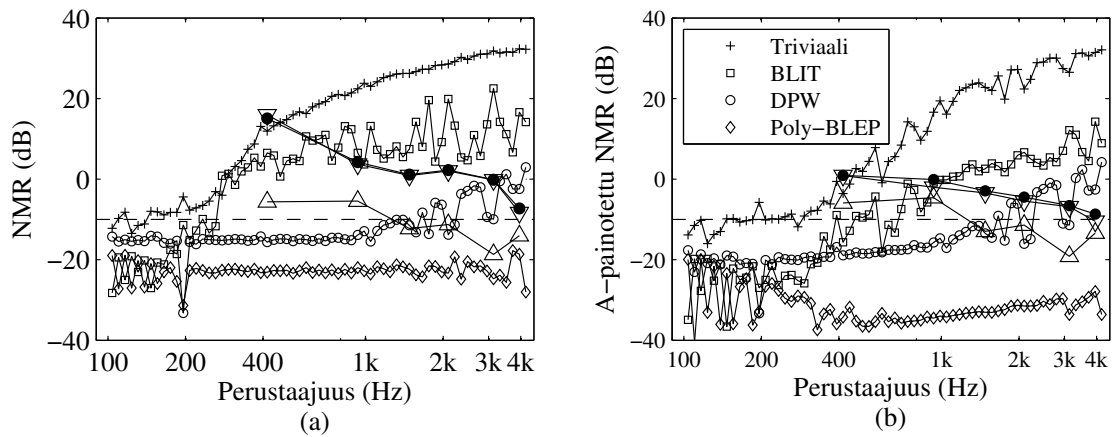 40
20
0
−20
−40
NMR (dB)
100 200 400 1k 2k 3k 4k
Perustaajuus (Hz)
(a)
40
20
0
−20
−40
A−painotettu NMR (dB)
Triviaali
BLIT
DPW
Poly−BLEP
100 200 400 1k 2k 3k 4k
Perustaajuus (Hz)
(b)